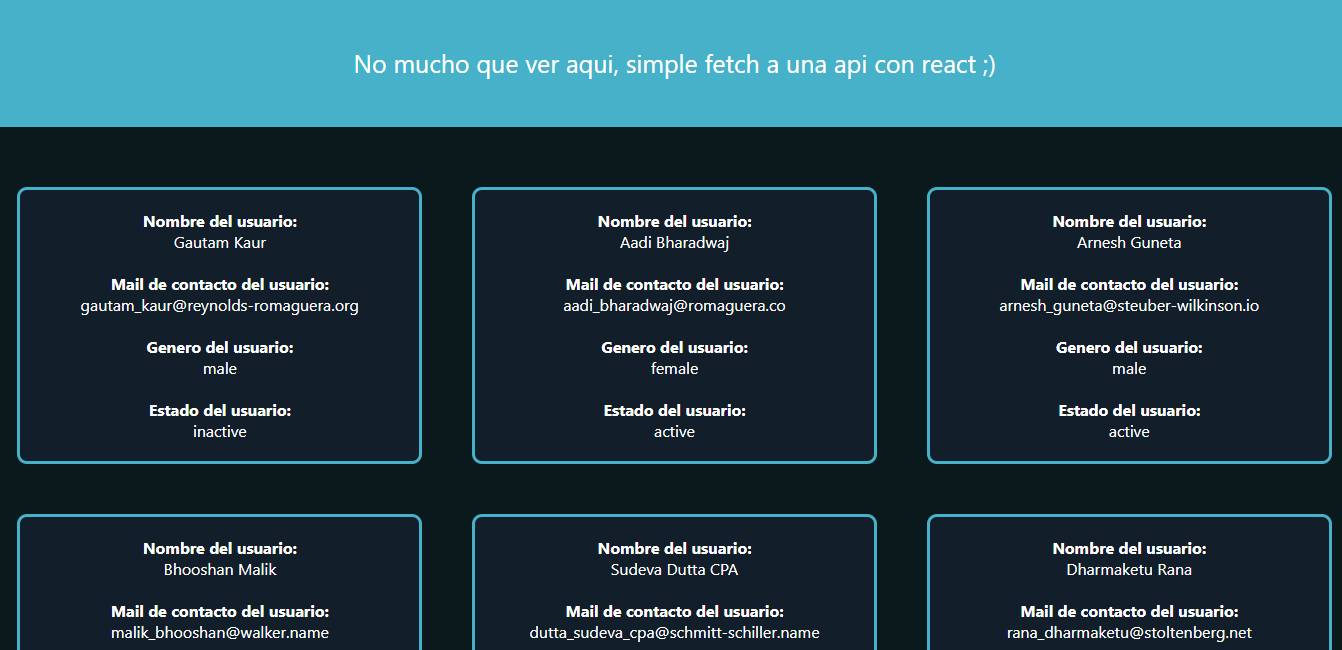 No mucho que ver aqui, simple fetch a una api con react ;)
Nombre del usuario:
Gautam Kaur
Mail de contacto del usuario:
gautam_kaur@reynolds-romaguera.org
Genero del usuario:
male
Estado del usuario:
inactive
Nombre del usuario:
Aadi Bharadwaj
Mail de contacto del usuario:
aadi_bharadwaj@romaguera.co
Genero del usuario:
female
Estado del usuario:
active
Nombre del usuario:
Arnesh Guneta
Mail de contacto del usuario:
arnesh_guneta@steuber-wilkinson.io
Genero del usuario:
male
Estado del usuario:
active
Nombre del usuario:
Bhooshan Malik
Mail de contacto del usuario:
malik_bhooshan@walker.name
Nombre del usuario:
Sudeva Dutta CPA
Mail de contacto del usuario:
dutta_sudeva_cpa@schmitt-schiller.name
Nombre del usuario:
Dharmaketu Rana
Mail de contacto del usuario:
rana_dharmaketu@stoltenberg.net